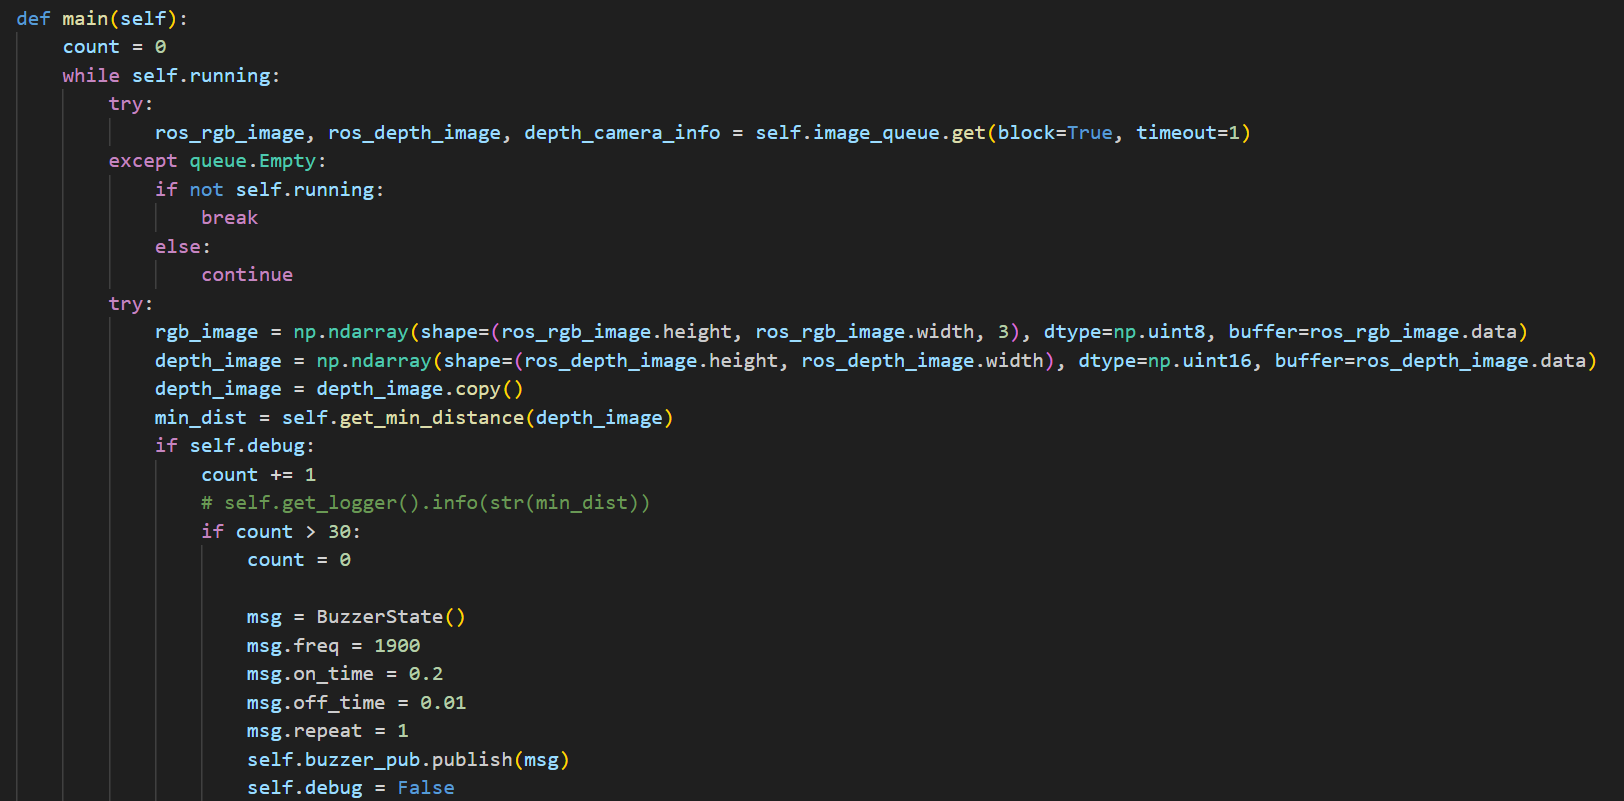 def main(self):
    count = 0
    while self.running:
        try:
            ros_rgb_image, ros_depth_image, depth_camera_info = self.image_queue.get(block=True, timeout=1)
        except queue.Empty:
            if not self.running:
                break
            else:
                continue
        try:
            rgb_image = np.ndarray(shape=(ros_rgb_image.height, ros_rgb_image.width, 3), dtype=np.uint8, buffer=ros_rgb_image.data)
            depth_image = np.ndarray(shape=(ros_depth_image.height, ros_depth_image.width), dtype=np.uint16, buffer=ros_depth_image.data)
            depth_image = depth_image.copy()
            min_dist = self.get_min_distance(depth_image)
            if self.debug:
                count += 1
                # self.get_logger().info(str(min_dist))
                if count > 30:
                    count = 0

                    msg = BuzzerState()
                    msg.freq = 1900
                    msg.on_time = 0.2
                    msg.off_time = 0.01
                    msg.repeat = 1
                    self.buzzer_pub.publish(msg)
                    self.debug = False